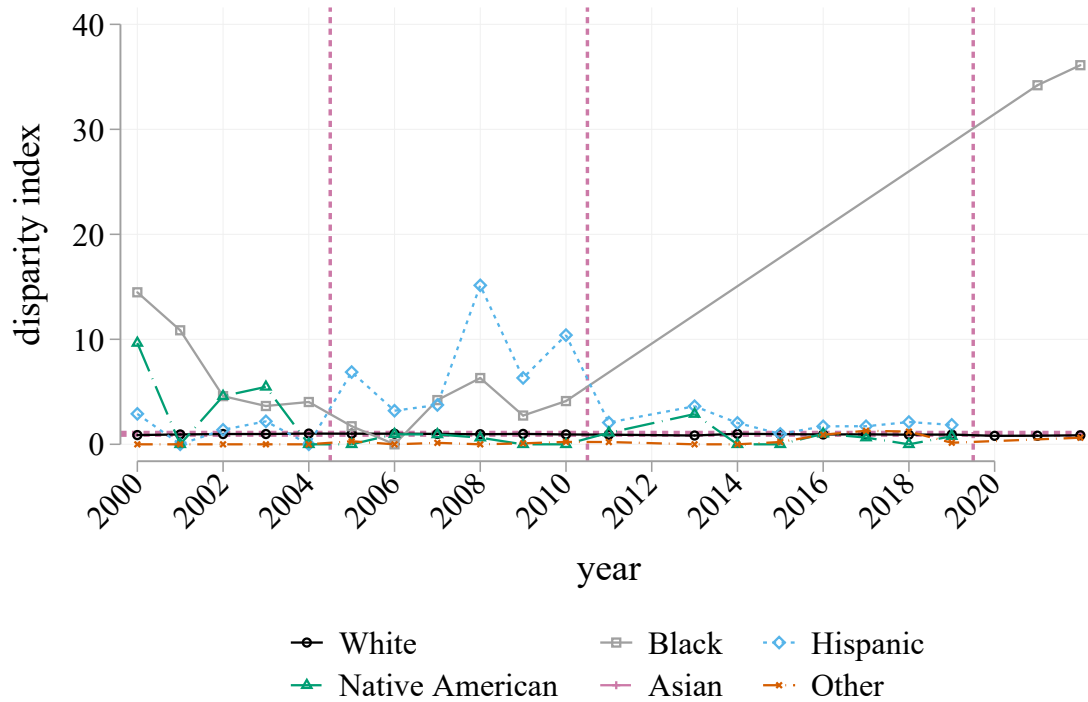 40
30
20
10
0
disparity index
2000 2002 2004 2006 2008 2010 2012 2014 2016 2018 2020
year
White Black Hispanic
Native American Asian Other